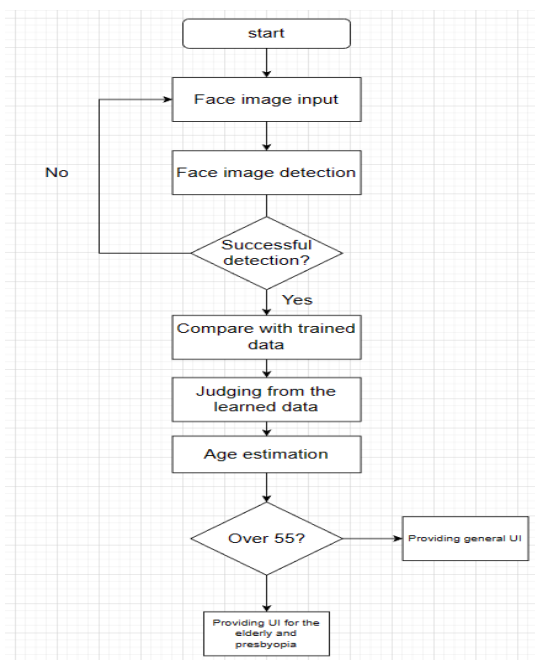 start
Face image input
No
Face image detection
Successful
detection?
Yes
Compare with trained
data
Judging from the
learned data
Age estimation
Over 55?
Providing general UI
Providing UI for the
elderly and
presbyopia